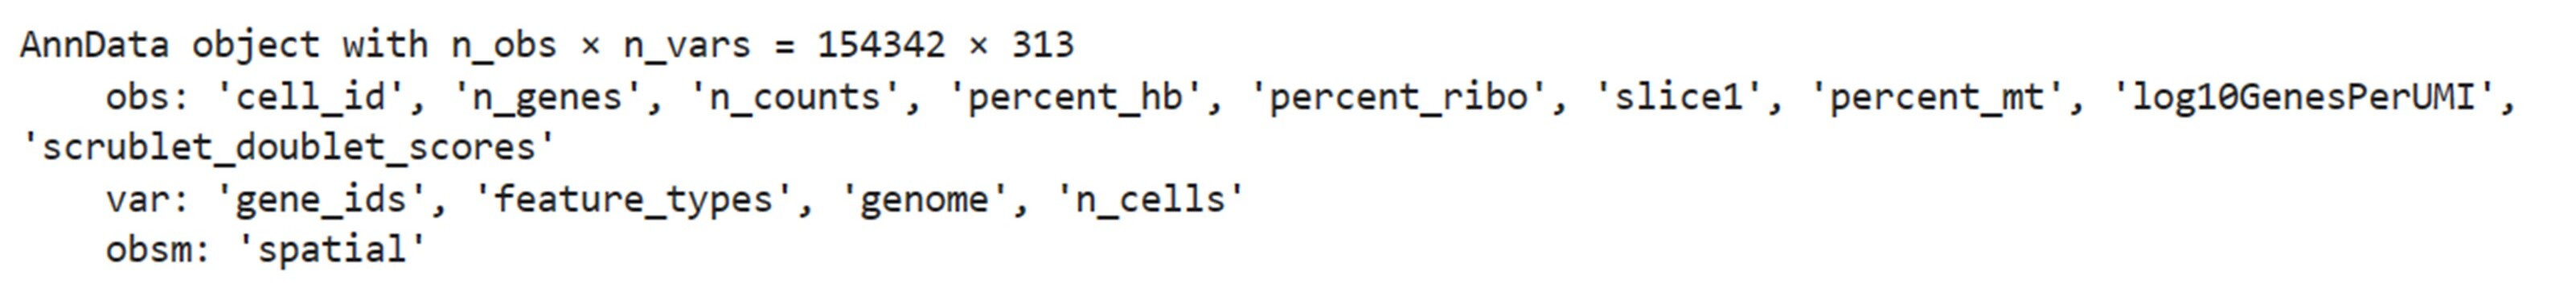 AnnData object with n_obs × n_vars = 154342 × 313
    obs: 'cell_id', 'n_genes', 'n_counts', 'percent_hb', 'percent_ribo', 'slice1', 'percent_mt', 'log10GenesPerUMI',
'scrublet_doublet_scores'
    var: 'gene_ids', 'feature_types', 'genome', 'n_cells'
    obsm: 'spatial'